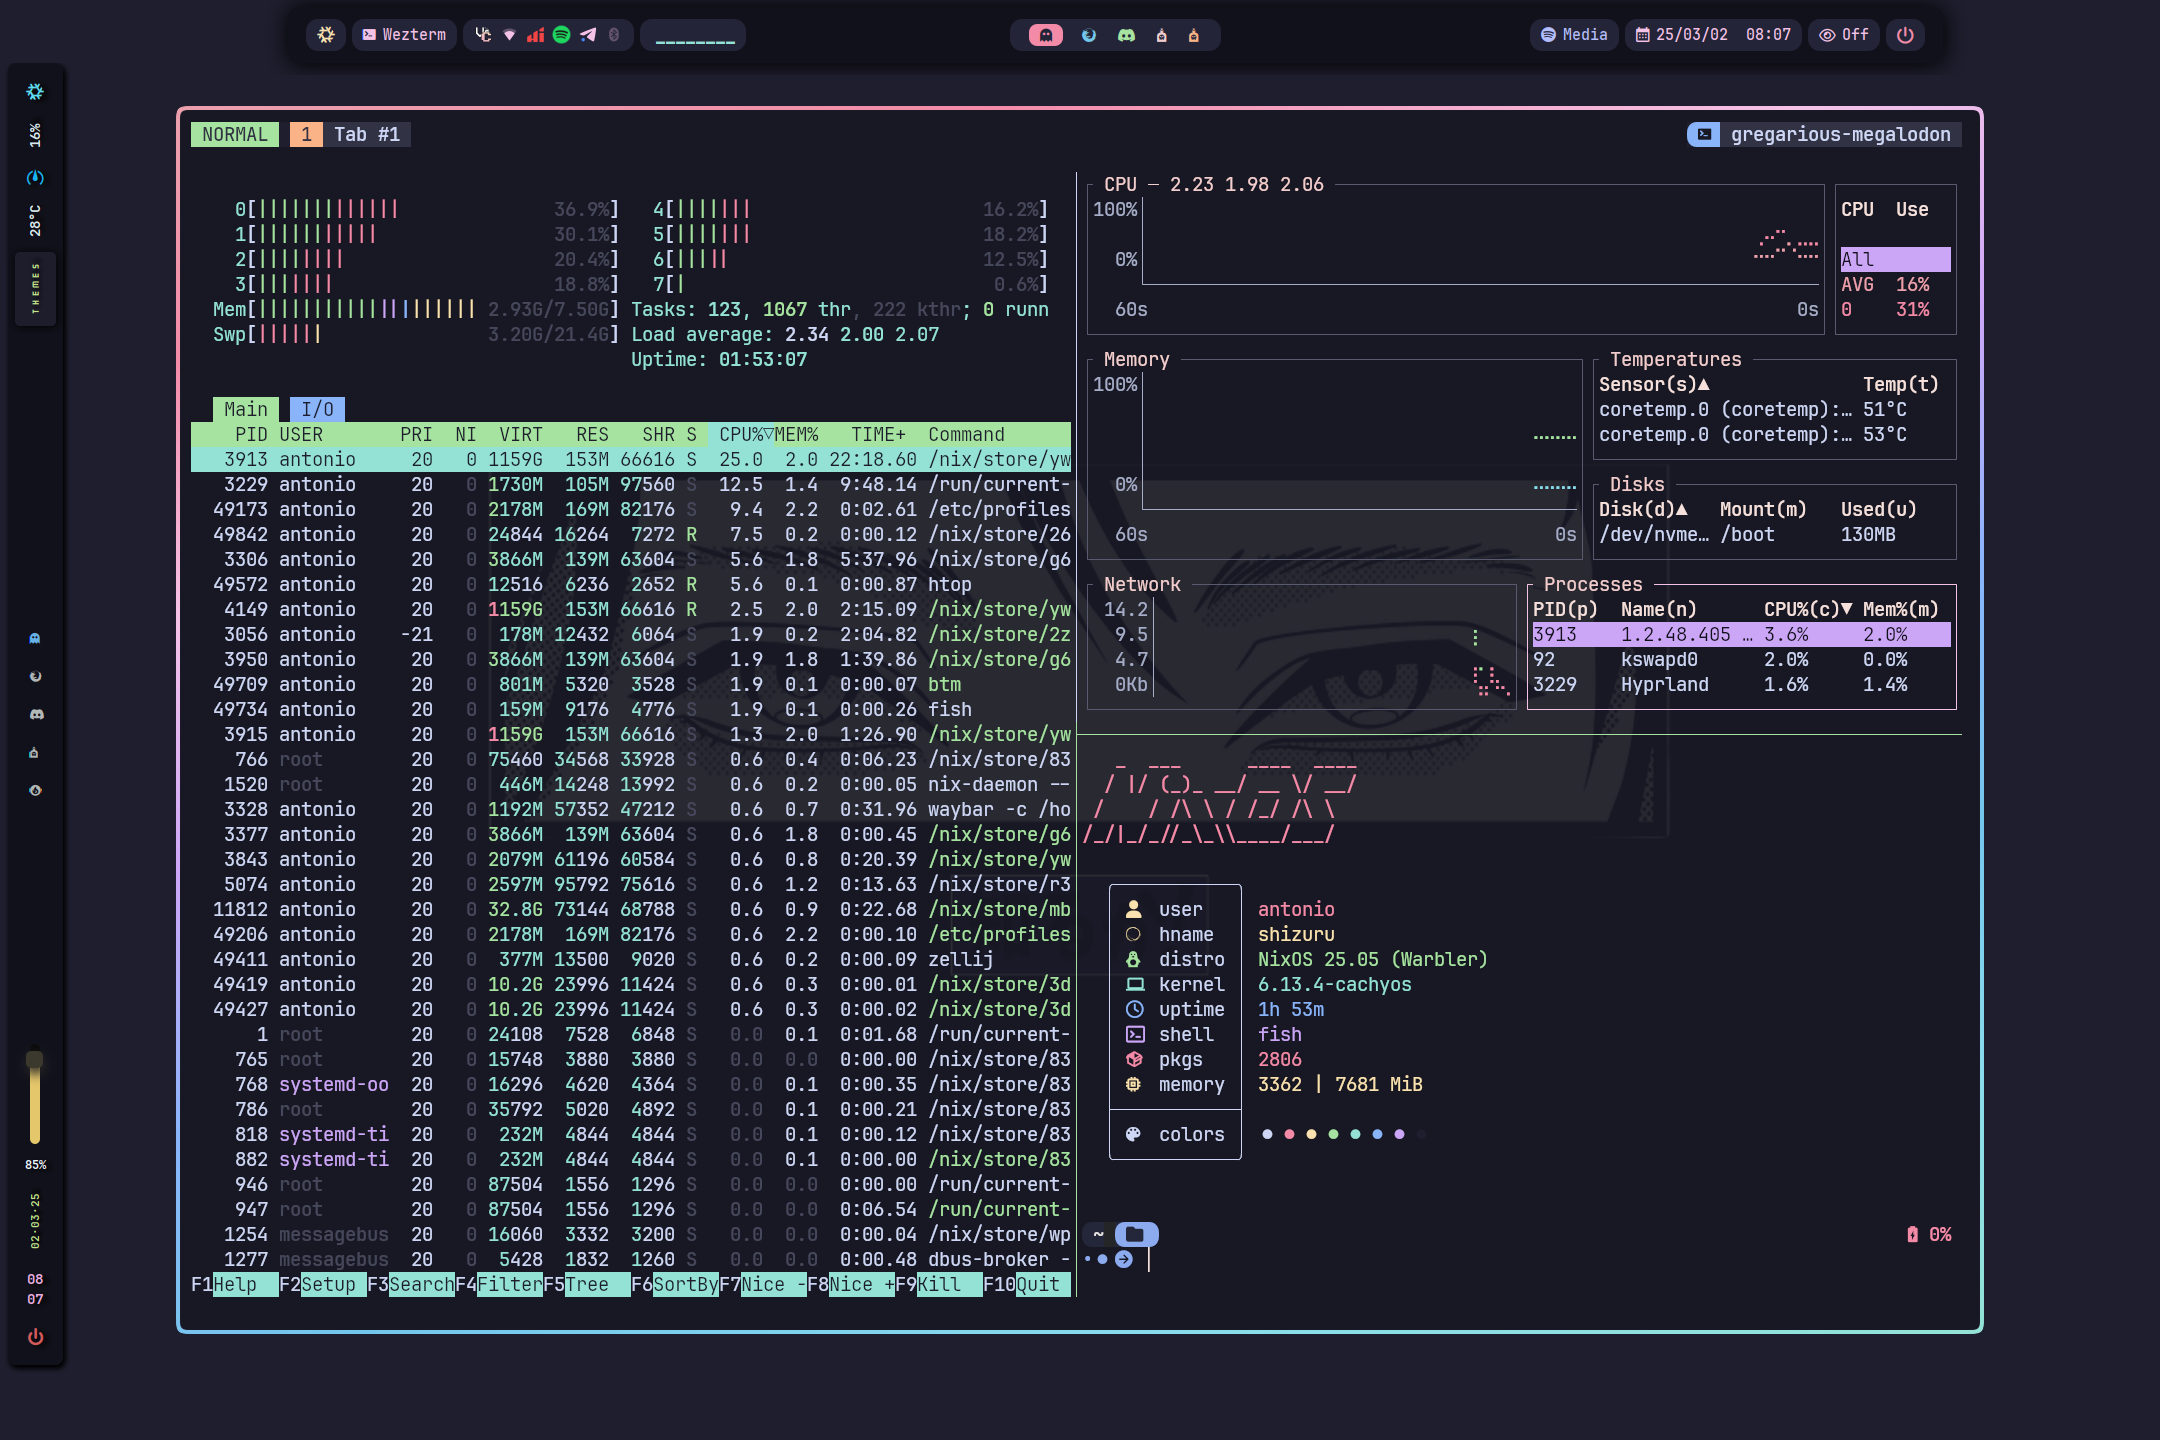 Wezterm
Media
25/03/02 08:07
Off
16%
28°C
THEMES
85%
02·03·25
08
07
NORMAL 1 Tab #1
gregarious-megalodon
0[|||||||||||||36.9%] 4[|||||||16.2%]
1[|||||||||||30.1%] 5[|||||||18.2%]
2[||||||||20.4%] 6[|||||12.5%]
3[|||||||18.8%] 7[|0.6%]
Mem[||||||||||||||||||||2.93G/7.50G] Tasks: 123, 1067 thr, 222 kthr; 0 runn
Swp[||||||3.20G/21.4G] Load average: 2.34 2.00 2.07
Uptime: 01:53:07
Main I/O
PID USER PRI NI VIRT RES SHR S CPU%▽MEM% TIME+ Command
3913 antonio 20 0 1159G 153M 66616 S 25.0 2.0 22:18.60 /nix/store/yw
3229 antonio 20 0 1730M 105M 97560 S 12.5 1.4 9:48.14 /run/current-
49173 antonio 20 0 2178M 169M 82176 S 9.4 2.2 0:02.61 /etc/profiles
49842 antonio 20 0 24844 16264 7272 R 7.5 0.2 0:00.12 /nix/store/26
3306 antonio 20 0 3866M 139M 63604 S 5.6 1.8 5:37.96 /nix/store/g6
49572 antonio 20 0 12516 6236 2652 R 5.6 0.1 0:00.87 htop
4149 antonio 20 0 1159G 153M 66616 R 2.5 2.0 2:15.09 /nix/store/yw
3056 antonio -21 0 178M 12432 6064 S 1.9 0.2 2:04.82 /nix/store/2z
3950 antonio 20 0 3866M 139M 63604 S 1.9 1.8 1:39.86 /nix/store/g6
49709 antonio 20 0 801M 5320 3528 S 1.9 0.1 0:00.07 btm
49734 antonio 20 0 159M 9176 4776 S 1.9 0.1 0:00.26 fish
3915 antonio 20 0 1159G 153M 66616 S 1.3 2.0 1:26.90 /nix/store/yw
766 root 20 0 75460 34568 33928 S 0.6 0.4 0:06.23 /nix/store/83
1520 root 20 0 446M 14248 13992 S 0.6 0.2 0:00.05 nix-daemon --
3328 antonio 20 0 1192M 57352 47212 S 0.6 0.7 0:31.96 waybar -c /ho
3377 antonio 20 0 3866M 139M 63604 S 0.6 1.8 0:00.45 /nix/store/g6
3843 antonio 20 0 2079M 61196 60584 S 0.6 0.8 0:20.39 /nix/store/yw
5074 antonio 20 0 2597M 95792 75616 S 0.6 1.2 0:13.63 /nix/store/r3
11812 antonio 20 0 32.8G 73144 68788 S 0.6 0.9 0:22.68 /nix/store/mb
49206 antonio 20 0 2178M 169M 82176 S 0.6 2.2 0:00.10 /etc/profiles
49411 antonio 20 0 377M 13500 9020 S 0.6 0.2 0:00.09 zellij
49419 antonio 20 0 10.2G 23996 11424 S 0.6 0.3 0:00.01 /nix/store/3d
49427 antonio 20 0 10.2G 23996 11424 S 0.6 0.3 0:00.02 /nix/store/3d
1 root 20 0 24108 7528 6848 S 0.0 0.1 0:01.68 /run/current-
765 root 20 0 15748 3880 3880 S 0.0 0.0 0:00.00 /nix/store/83
768 systemd-oo 20 0 16296 4620 4364 S 0.0 0.1 0:00.35 /nix/store/83
786 root 20 0 35792 5020 4892 S 0.0 0.1 0:00.21 /nix/store/83
818 systemd-ti 20 0 232M 4844 4844 S 0.0 0.1 0:00.12 /nix/store/83
882 systemd-ti 20 0 232M 4844 4844 S 0.0 0.1 0:00.00 /nix/store/83
946 root 20 0 87504 1556 1296 S 0.0 0.0 0:00.00 /run/current-
947 root 20 0 87504 1556 1296 S 0.0 0.0 0:06.54 /run/current-
1254 messagebus 20 0 16060 3332 3200 S 0.0 0.0 0:00.04 /nix/store/wp
1277 messagebus 20 0 5428 1832 1260 S 0.0 0.0 0:00.48 dbus-broker -
F1Help F2Setup F3SearchF4FilterF5Tree F6SortByF7Nice -F8Nice +F9Kill F10Quit
CPU — 2.23 1.98 2.06
100%
0%
60s 0s
CPU Use
All
AVG 16%
0 31%
Memory
100%
0%
60s 0s
Temperatures
Sensor(s)▲ Temp(t)
coretemp.0 (coretemp):… 51°C
coretemp.0 (coretemp):… 53°C
Disks
Disk(d)▲ Mount(m) Used(u)
/dev/nvme… /boot 130MB
Network
14.2
9.5
4.7
0Kb
Processes
PID(p) Name(n) CPU%(c)▼ Mem%(m)
3913 1.2.48.405 … 3.6% 2.0%
92 kswapd0 2.0% 0.0%
3229 Hyprland 1.6% 1.4%
user antonio
hname shizuru
distro NixOS 25.05 (Warbler)
kernel 6.13.4-cachyos
uptime 1h 53m
shell fish
pkgs 2806
memory 3362 | 7681 MiB
colors
~
0%